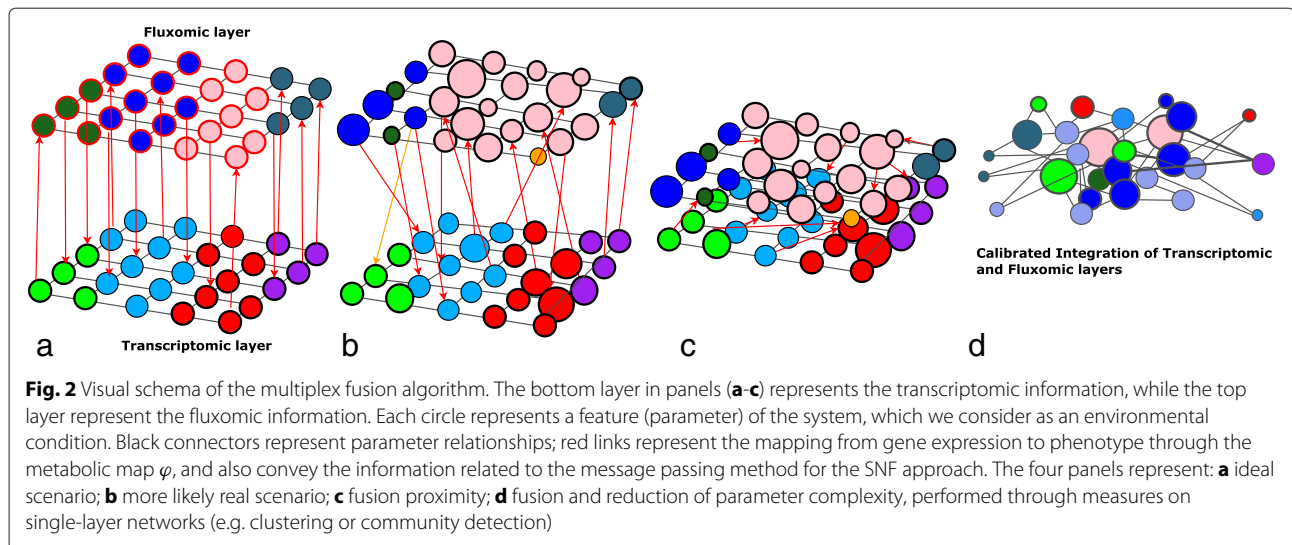 Fluxomic layer
Transcriptomic layer
a
b
c
d
Calibrated Integration of Transcriptomic
and Fluxomic layers
Fig. 2 Visual schema of the multiplex fusion algorithm. The bottom layer in panels (a-c) represents the transcriptomic information, while the top
layer represent the fluxomic information. Each circle represents a feature (parameter) of the system, which we consider as an environmental
condition. Black connectors represent parameter relationships; red links represent the mapping from gene expression to phenotype through the
metabolic map φ, and also convey the information related to the message passing method for the SNF approach. The four panels represent: a ideal
scenario; b more likely real scenario; c fusion proximity; d fusion and reduction of parameter complexity, performed through measures on
single-layer networks (e.g. clustering or community detection)